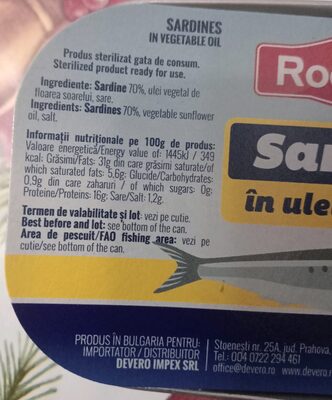 SARDINES
IN VEGETABLE OIL
Produs sterilizat gata de consum.
Sterilized product ready for use.
Ingrediente: Sardine 70%, ulei vegetal de
floarea soarelui, sare.
Ingredients: Sardines 70%, vegetable sunflower
oil, salt.
Informații nutriționale pe 100g de produs:
Valoare energetică/Energy value of: 1445kJ / 349
kcal: Grăsimi/Fats: 31g din care grăsimi saturate/of
which saturated fats: 5,6g: Glucide/Carbohydrates:
0,9g din care zaharuri / of which sugars: 0g:
Proteine/Proteins: 16g: Sare/Salt: 1,2g.
Termen de valabilitate și lot: vezi pe cutie.
Best before and lot: see bottom of the can.
Area de pescuit/FAO fishing area: vezi pe
cutie/see bottom of the can.
Ro
Sar
în ule
PRODUS ÎN BULGARIA PENTRU:
IMPORTATOR / DISTRIBUITOR
DEVERO IMPEX SRL
Stoenești nr. 25A, jud. Prahova
Tel.: 004 0722 294 461
office@devero.ro www.devero.r